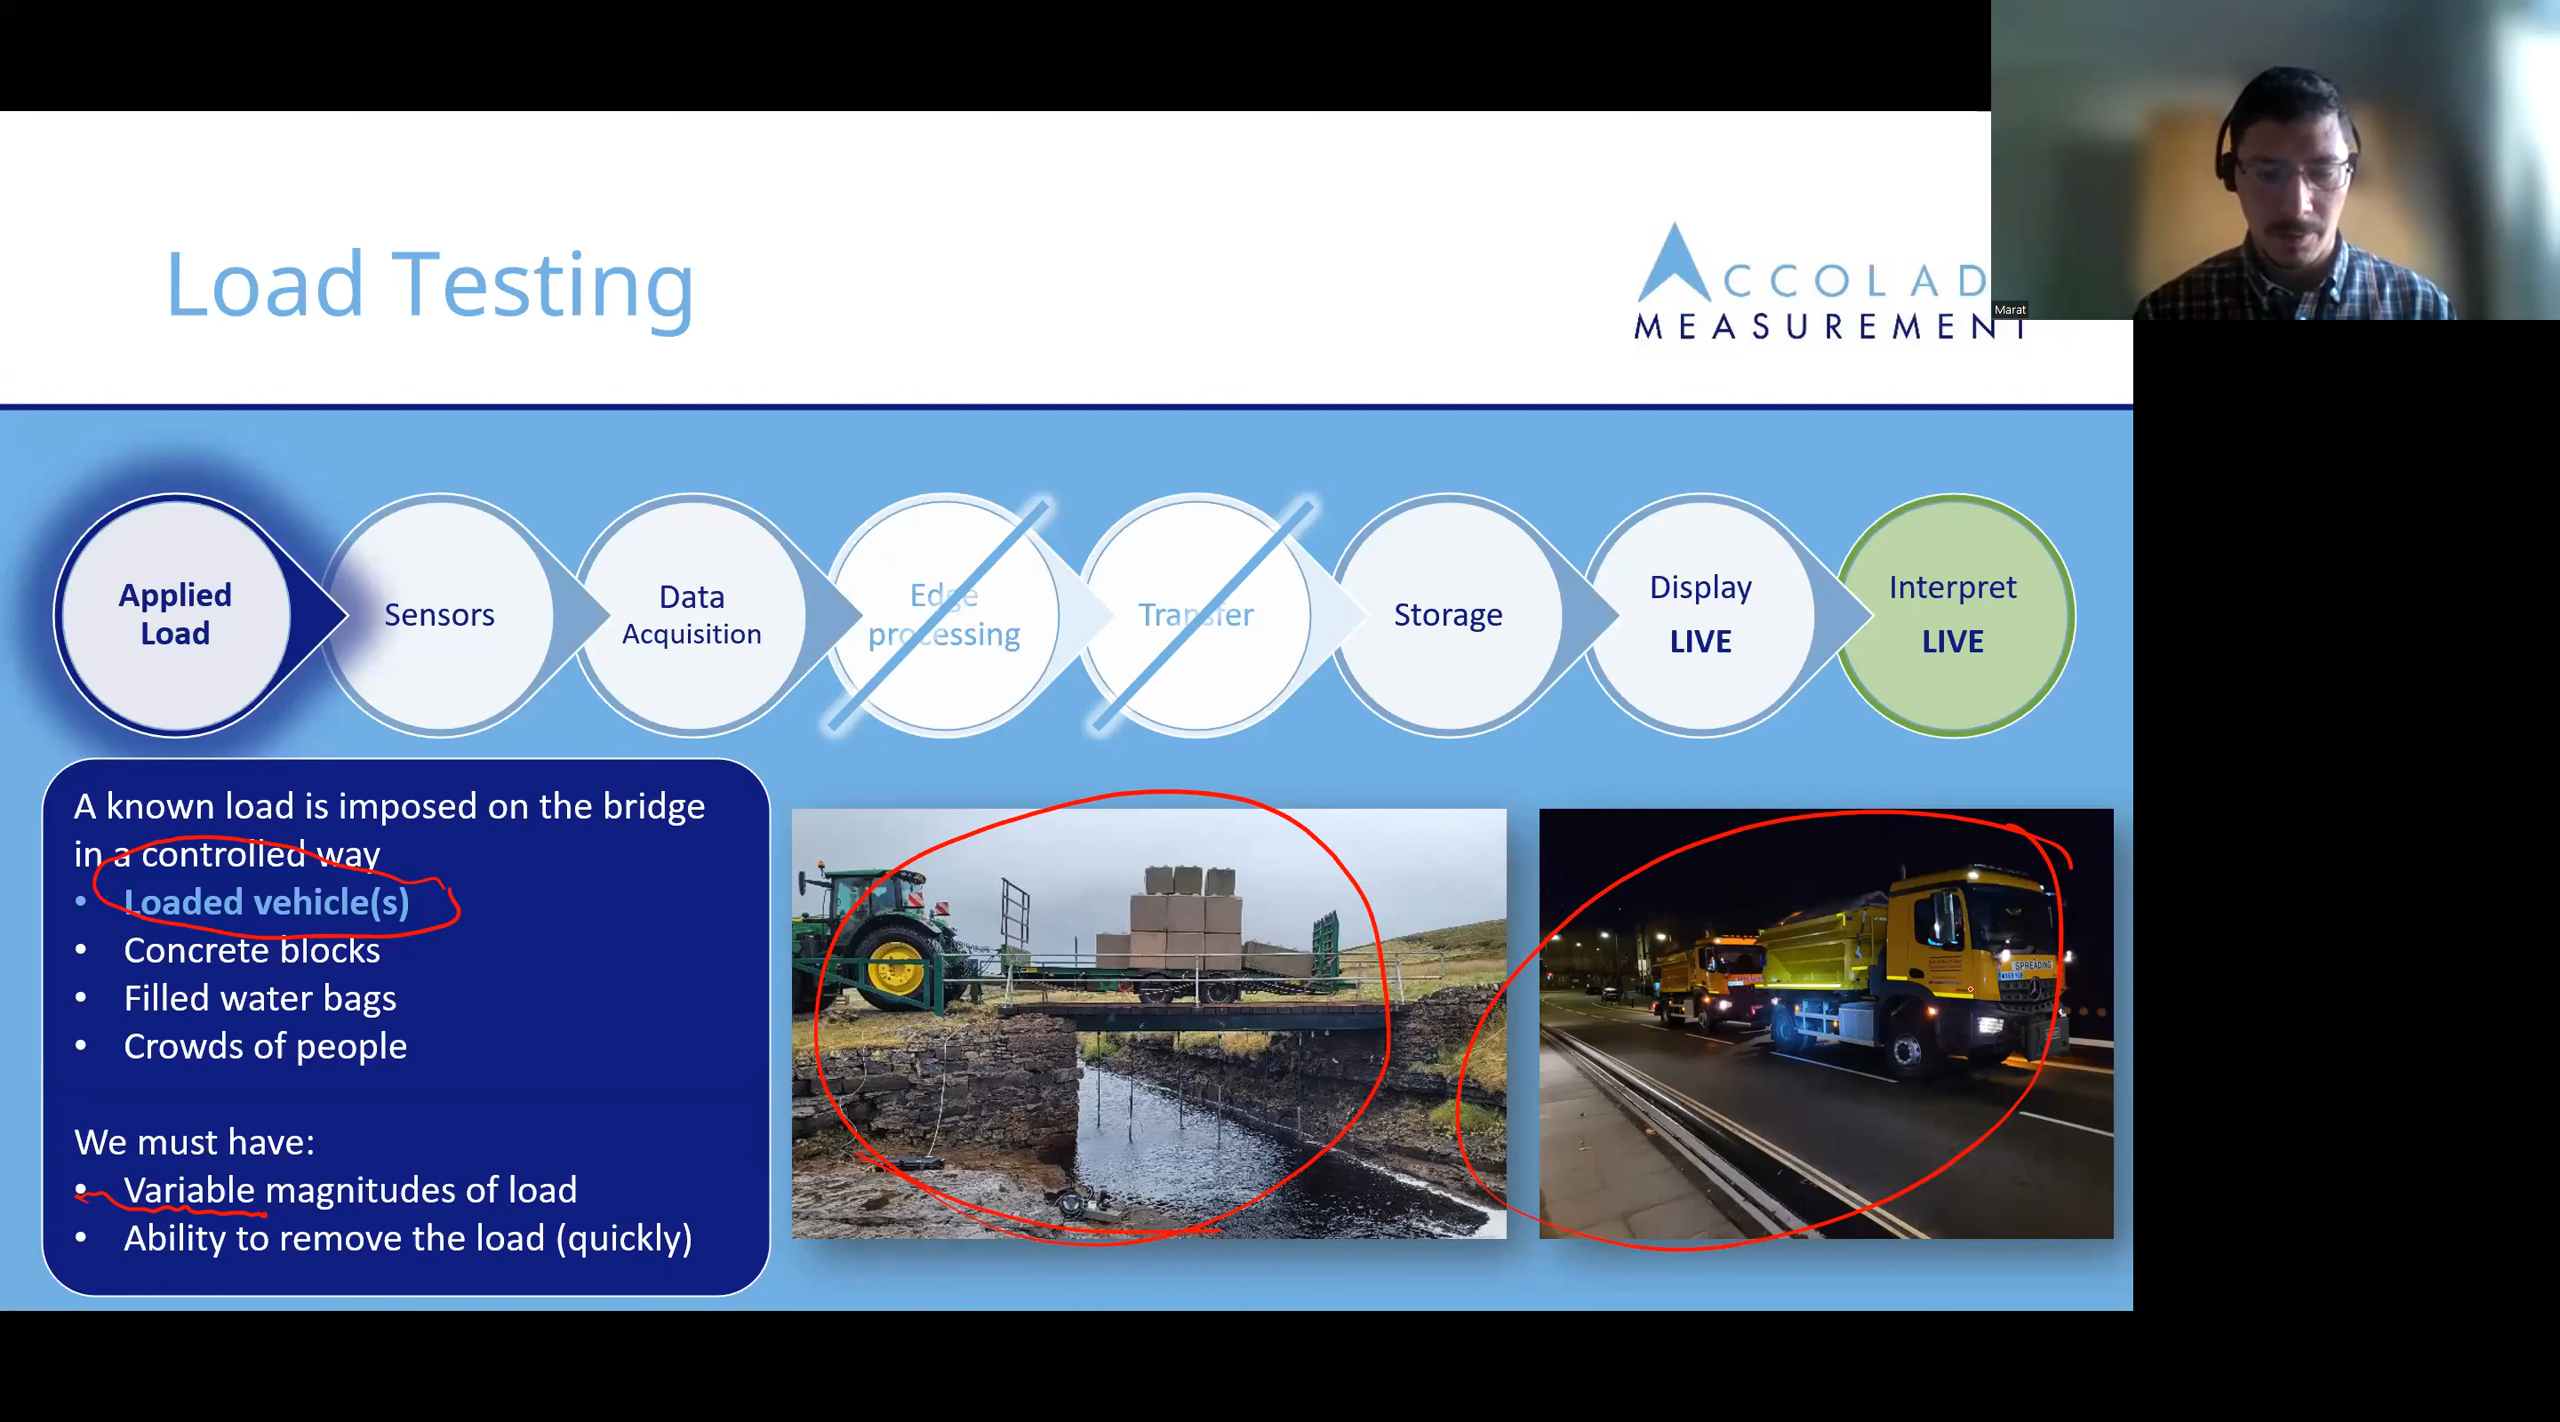 Load Testing
ACCOLAD
MEASUREMENT
Marat
Applied
Load
Sensors
Data
Acquisition
Edge
processing
Transfer
Storage
Display
LIVE
Interpret
LIVE
A known load is imposed on the bridge
in a controlled way
• Loaded vehicle(s)
• Concrete blocks
• Filled water bags
• Crowds of people
We must have:
• Variable magnitudes of load
• Ability to remove the load (quickly)
SPREADING